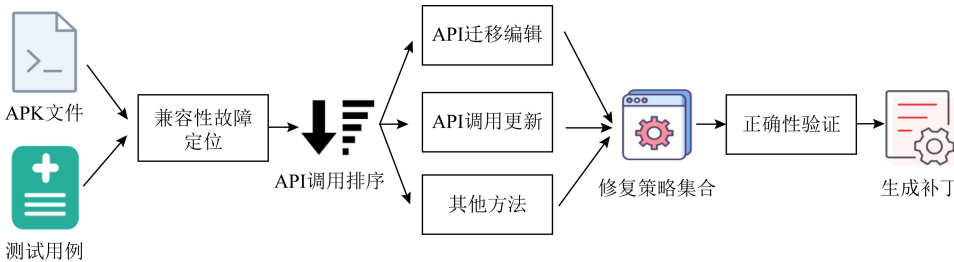 APK文件
测试用例
兼容性故障
定位
API调用排序
API迁移编辑
API调用更新
其他方法
修复策略集合
正确性验证
生成补丁